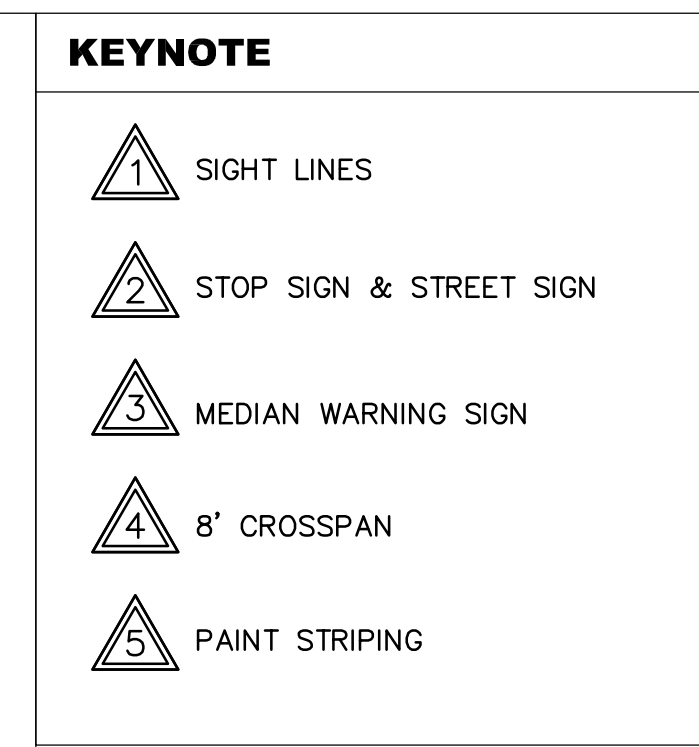 KEYNOTE
1 SIGHT LINES
2 STOP SIGN & STREET SIGN
3 MEDIAN WARNING SIGN
4 8' CROSSPAN
5 PAINT STRIPING